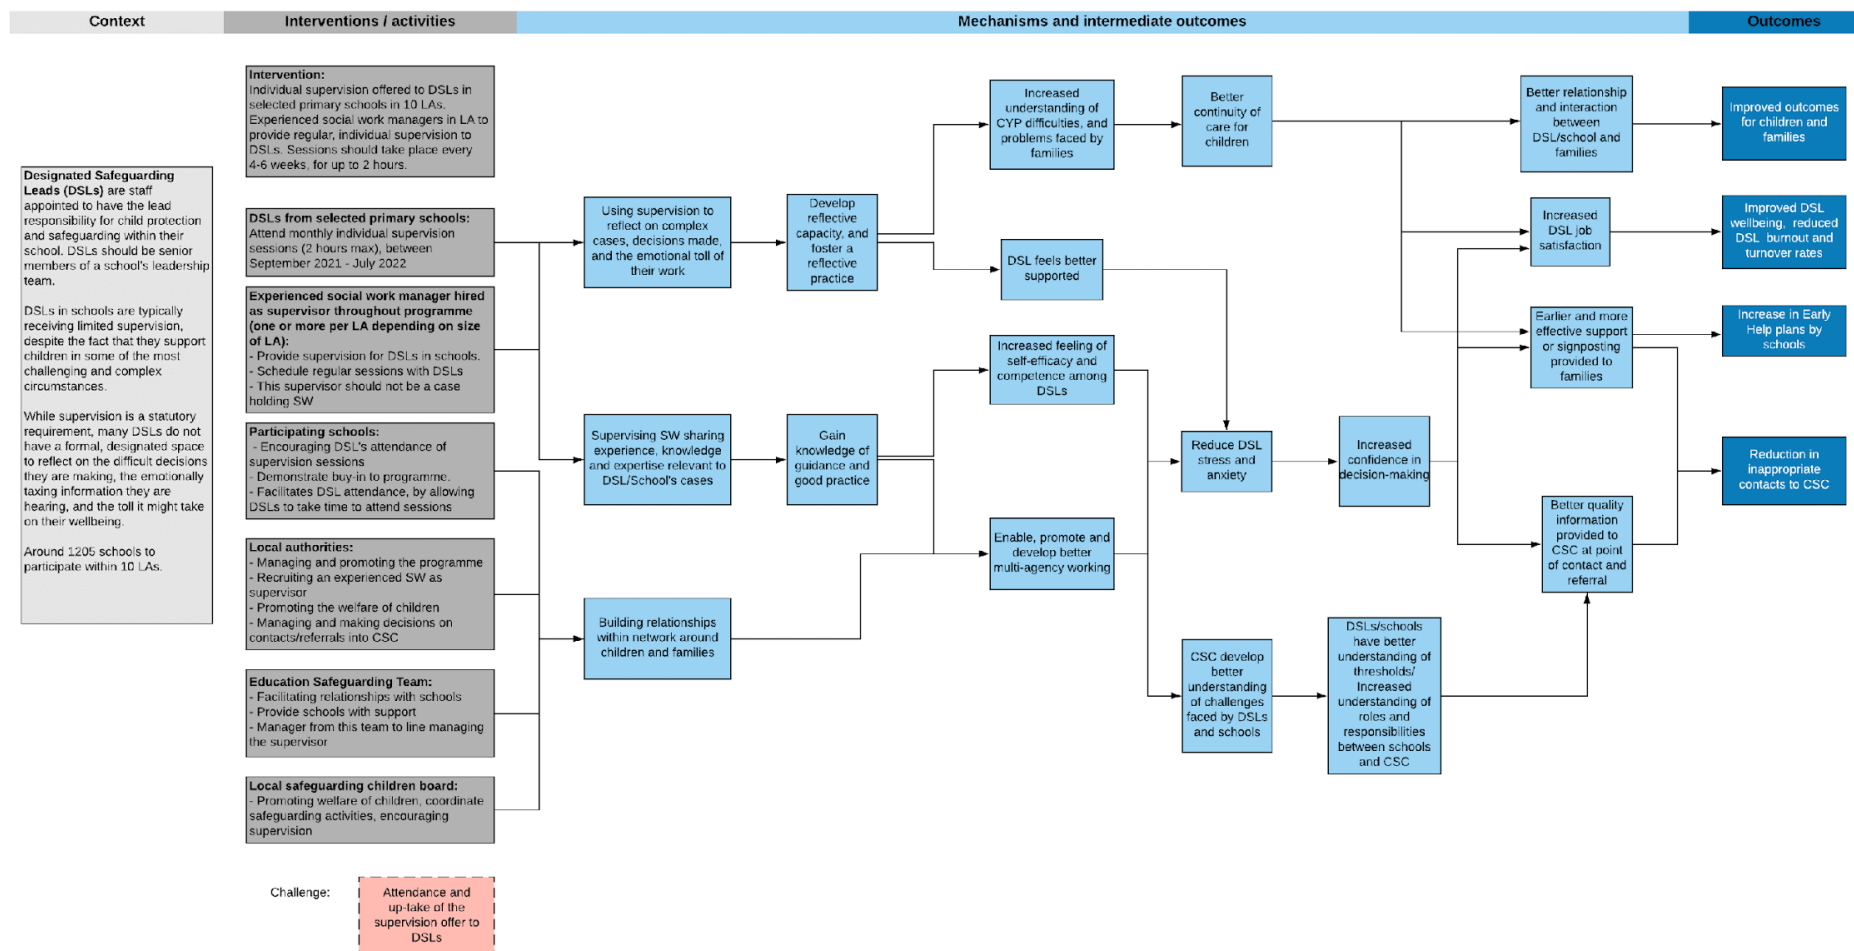 Context
Interventions / activities
Mechanisms and intermediate outcomes
Outcomes
Designated Safeguarding
Leads (DSLs) are staff
appointed to have the lead
responsibility for child protection
and safeguarding within their
school. DSLs should be senior
members of a school's leadership
team.
DSLs in schools are typically
receiving limited supervision,
despite the fact that they support
children in some of the most
challenging and complex
circumstances.
While supervision is a statutory
requirement, many DSLs do not
have a formal, designated space
to reflect on the difficult decisions
they are making, the emotionally
taxing information they are
hearing, and the toll it might take
on their wellbeing.
Around 1205 schools to
participate within 10 LAs.
Intervention:
Individual supervision offered to DSLs in
selected primary schools in 10 LAs.
Experienced social work managers in LA to
provide regular, individual supervision to
DSLs. Sessions should take place every
4-6 weeks, for up to 2 hours.
DSLs from selected primary schools:
Attend monthly individual supervision
sessions (2 hours max), between
September 2021 - July 2022
Experienced social work manager hired
as supervisor throughout programme
(one or more per LA depending on size
of LA):
- Provide supervision for DSLs in schools.
- Schedule regular sessions with DSLs
- This supervisor should not be a case
holding SW
Participating schools:
- Encouraging DSL's attendance of
supervision sessions
- Demonstrate buy-in to programme.
- Facilitates DSL attendance, by allowing
DSLs to take time to attend sessions
Local authorities:
- Managing and promoting the programme
- Recruiting an experienced SW as
supervisor
- Promoting the welfare of children
- Managing and making decisions on
contacts/referrals into CSC
Education Safeguarding Team:
- Facilitating relationships with schools
- Provide schools with support
- Manager from this team to line managing
the supervisor
Local safeguarding children board:
- Promoting welfare of children, coordinate
safeguarding activities, encouraging
supervision
Challenge:
Attendance and
up-take of the
supervision offer to
DSLs
Using supervision to
reflect on complex
cases, decisions made,
and the emotional toll of
their work
Supervising SW sharing
experience, knowledge
and expertise relevant to
DSL/School's cases
Building relationships
within network around
children and families
Develop
reflective
capacity, and
foster a
reflective
practice
Gain
knowledge of
guidance and
good practice
Increased
understanding of
CYP difficulties, and
problems faced by
families
DSL feels better
supported
Increased feeling of
self-efficacy and
competence among
DSLs
Enable, promote and
develop better
multi-agency working
Better
continuity of
care for
children
Reduce DSL
stress and
anxiety
CSC develop
better
understanding
of challenges
faced by DSLs
and schools
Increased
confidence in
decision-making
DSLs/schools
have better
understanding of
thresholds/
Increased
understanding of
roles and
responsibilities
between schools
and CSC
Better relationship
and interaction
between
DSL/school and
families
Increased
DSL job
satisfaction
Earlier and more
effective support
or signposting
provided to
families
Better quality
information
provided to
CSC at point
of contact and
referral
Improved outcomes
for children and
families
Improved DSL
wellbeing, reduced
DSL burnout and
turnover rates
Increase in Early
Help plans by
schools
Reduction in
inappropriate
contacts to CSC